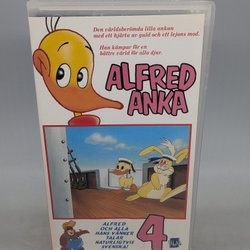 Den världsberömda lilla ankan
med ett hjärta av guld och ett lejons mod.
Han kämpar för en
bättre värld för alla djur.
ALFRED
ANKA
ALFRED
OCH ALLA
HANS VÄNNER
TALAR
NATURLIGTVIS
SVENSKA!
4